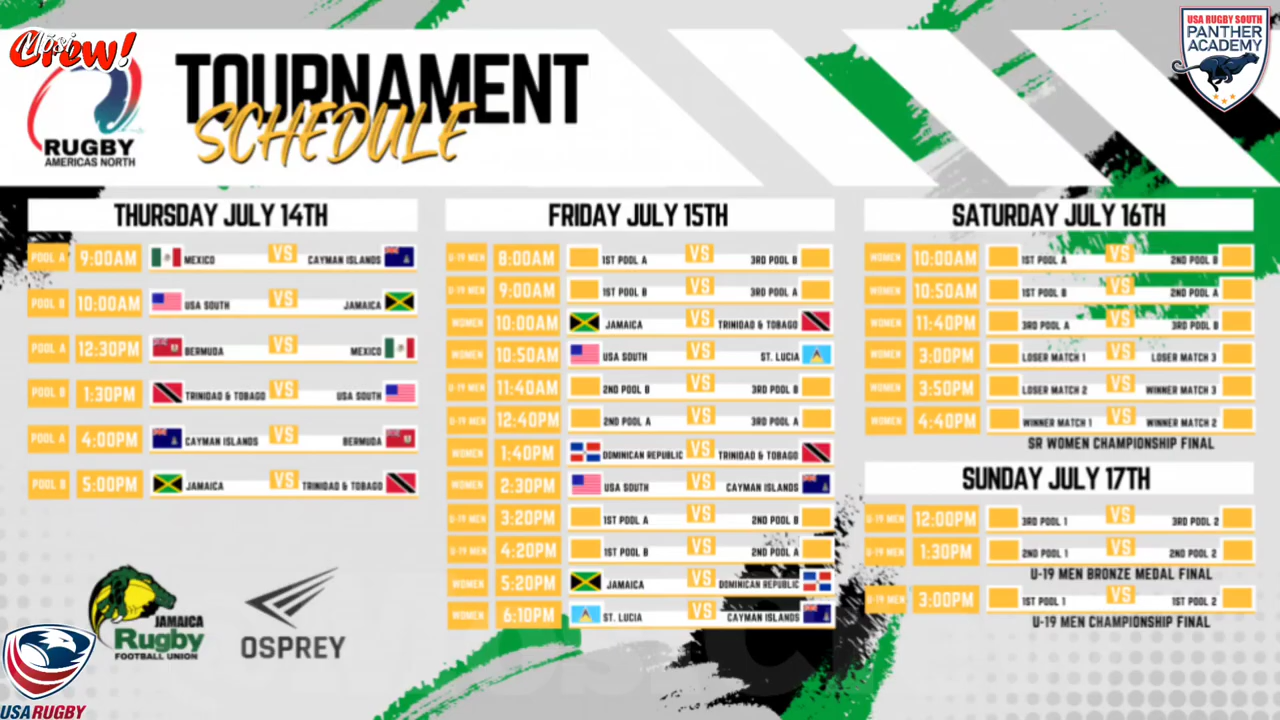 Mosi
Crew!
RUGBY
AMERICAS NORTH
TOURNAMENT
SCHEDULE
USA RUGBY SOUTH
PANTHER
ACADEMY
THURSDAY JULY 14TH
POOL A 9:00AM MEXICO VS CAYMAN ISLANDS
POOL B 10:00AM USA SOUTH VS JAMAICA
POOL A 12:30PM BERMUDA VS MEXICO
POOL B 1:30PM TRINIDAD & TOBAGO VS USA SOUTH
POOL A 4:00PM CAYMAN ISLANDS VS BERMUDA
POOL B 5:00PM JAMAICA VS TRINIDAD & TOBAGO
FRIDAY JULY 15TH
U-19 MEN 8:00AM 1ST POOL A VS 3RD POOL B
U-19 MEN 9:00AM 1ST POOL B VS 3RD POOL A
WOMEN 10:00AM JAMAICA VS TRINIDAD & TOBAGO
WOMEN 10:50AM USA SOUTH VS ST. LUCIA
U-19 MEN 11:40AM 2ND POOL B VS 3RD POOL B
U-19 MEN 12:40PM 2ND POOL A VS 3RD POOL A
WOMEN 1:40PM DOMINICAN REPUBLIC VS TRINIDAD & TOBAGO
WOMEN 2:30PM USA SOUTH VS CAYMAN ISLANDS
U-19 MEN 3:20PM 1ST POOL A VS 2ND POOL B
U-19 MEN 4:20PM 1ST POOL B VS 2ND POOL A
WOMEN 5:20PM JAMAICA VS DOMINICAN REPUBLIC
WOMEN 6:10PM ST. LUCIA VS CAYMAN ISLANDS
SATURDAY JULY 16TH
WOMEN 10:00AM 1ST POOL A VS 2ND POOL B
WOMEN 10:50AM 1ST POOL B VS 2ND POOL A
WOMEN 11:40PM 3RD POOL A VS 3RD POOL B
WOMEN 3:00PM LOSER MATCH 1 VS LOSER MATCH 3
WOMEN 3:50PM LOSER MATCH 2 VS WINNER MATCH 3
WOMEN 4:40PM WINNER MATCH 1 VS WINNER MATCH 2
SR WOMEN CHAMPIONSHIP FINAL
SUNDAY JULY 17TH
U-19 MEN 12:00PM 3RD POOL 1 VS 3RD POOL 2
U-19 MEN 1:30PM 2ND POOL 1 VS 2ND POOL 2
U-19 MEN BRONZE MEDAL FINAL
U-19 MEN 3:00PM 1ST POOL 1 VS 1ST POOL 2
U-19 MEN CHAMPIONSHIP FINAL
JAMAICA
Rugby
FOOTBALL UNION
OSPREY
USA RUGBY